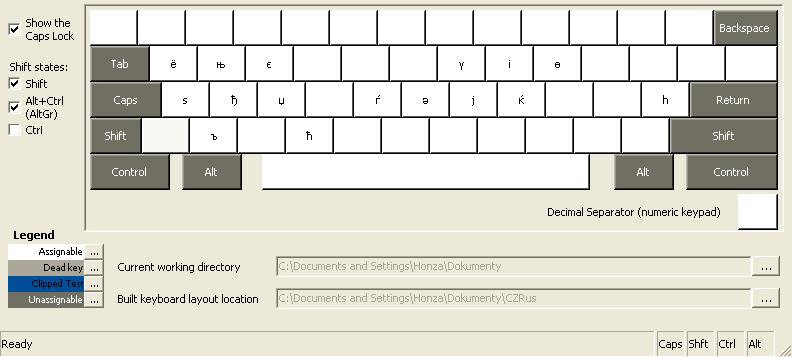 Show the
Caps Lock
Backspace
Shift states:
Tab ё њ є ү і ө
Shift
Alt+Ctrl
(AltGr)
Ctrl
Caps ѕ ђ џ ѓ ә ј ќ һ Return
Shift ъ ћ Shift
Control Alt Alt Control
Decimal Separator (numeric keypad)
Legend
Assignable ...
Dead key ...
Clipped Text ...
Unassignable ...
Current working directory C:\Documents and Settings\Honza\Dokumenty ...
Built keyboard layout location C:\Documents and Settings\Honza\Dokumenty\CZRus ...
Ready Caps Shft Ctrl Alt